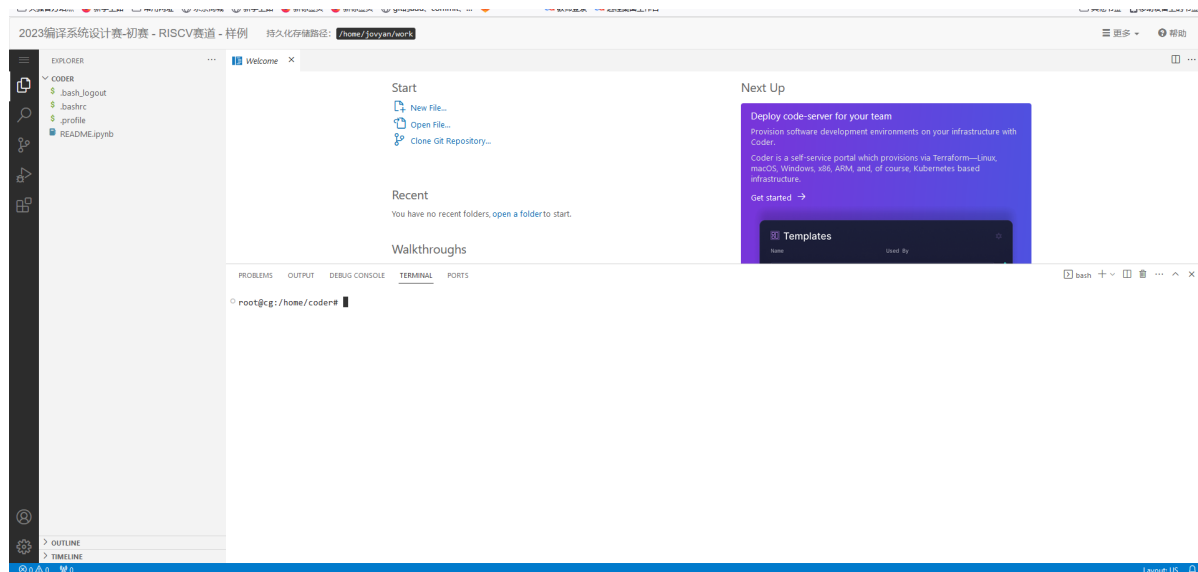 2023编译系统设计赛-初赛 - RISCV赛道 - 样例 持久化存储路径: /home/jovyan/work 更多 帮助
EXPLORER
Welcome
CODER
.bash_logout
.bashrc
.profile
README.ipynb
Start
New File...
Open File...
Clone Git Repository...
Recent
You have no recent folders, open a folder to start.
Walkthroughs
Next Up
Deploy code-server for your team
Provision software development environments on your infrastructure with
Coder.
Coder is a self-service portal which provisions via Terraform—Linux,
macOS, Windows, x86, ARM, and, of course, Kubernetes based
infrastructure.
Get started →
Templates
Name Used By
PROBLEMS OUTPUT DEBUG CONSOLE TERMINAL PORTS
bash
root@cg:/home/coder#
OUTLINE
TIMELINE
0 0 0
Layout: US